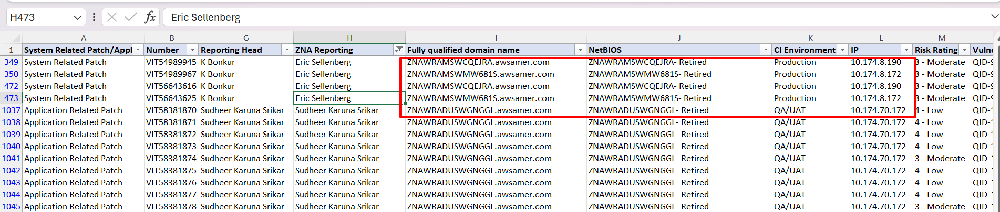 H473 fx Eric Sellenberg
A B G H I J K L M
1 System Related Patch/Appl Number Reporting Head ZNA Reporting Fully qualified domain name NetBIOS CI Environment IP Risk Rating Vuln
349 System Related Patch VIT54989945 K Bonkur Eric Sellenberg ZNAWRAMSWCQEJRA.awsamer.com ZNAWRAMSWCQEJRA- Retired Production 10.174.8.190 3 - Moderate QID-9
350 System Related Patch VIT54989967 K Bonkur Eric Sellenberg ZNAWRAMSWMW681S.awsamer.com ZNAWRAMSWMW681S- Retired Production 10.174.8.172 3 - Moderate QID-9
472 System Related Patch VIT56643616 K Bonkur Eric Sellenberg ZNAWRAMSWCQEJRA.awsamer.com ZNAWRAMSWCQEJRA- Retired Production 10.174.8.190 3 - Moderate QID-9
473 System Related Patch VIT56643625 K Bonkur Eric Sellenberg ZNAWRAMSWMW681S.awsamer.com ZNAWRAMSWMW681S- Retired Production 10.174.8.172 3 - Moderate QID-9
1037 Application Related Patch VIT58381870 Sudheer Karuna Srikar Sudheer Karuna Srikar ZNAWRADUSWGNGGL.awsamer.com ZNAWRADUSWGNGGL- Retired QA/UAT 10.174.70.172 4 - Low QID-1
1038 Application Related Patch VIT58381871 Sudheer Karuna Srikar Sudheer Karuna Srikar ZNAWRADUSWGNGGL.awsamer.com ZNAWRADUSWGNGGL- Retired QA/UAT 10.174.70.172 4 - Low QID-1
1039 Application Related Patch VIT58381872 Sudheer Karuna Srikar Sudheer Karuna Srikar ZNAWRADUSWGNGGL.awsamer.com ZNAWRADUSWGNGGL- Retired QA/UAT 10.174.70.172 4 - Low QID-1
1040 Application Related Patch VIT58381873 Sudheer Karuna Srikar Sudheer Karuna Srikar ZNAWRADUSWGNGGL.awsamer.com ZNAWRADUSWGNGGL- Retired QA/UAT 10.174.70.172 4 - Low QID-1
1041 Application Related Patch VIT58381874 Sudheer Karuna Srikar Sudheer Karuna Srikar ZNAWRADUSWGNGGL.awsamer.com ZNAWRADUSWGNGGL- Retired QA/UAT 10.174.70.172 3 - Moderate QID-1
1042 Application Related Patch VIT58381875 Sudheer Karuna Srikar Sudheer Karuna Srikar ZNAWRADUSWGNGGL.awsamer.com ZNAWRADUSWGNGGL- Retired QA/UAT 10.174.70.172 4 - Low QID-1
1043 Application Related Patch VIT58381876 Sudheer Karuna Srikar Sudheer Karuna Srikar ZNAWRADUSWGNGGL.awsamer.com ZNAWRADUSWGNGGL- Retired QA/UAT 10.174.70.172 4 - Low QID-1
1044 Application Related Patch VIT58381877 Sudheer Karuna Srikar Sudheer Karuna Srikar ZNAWRADUSWGNGGL.awsamer.com ZNAWRADUSWGNGGL- Retired QA/UAT 10.174.70.172 4 - Low QID-1
1045 Application Related Patch VIT58381878 Sudheer Karuna Srikar Sudheer Karuna Srikar ZNAWRADUSWGNGGL.awsamer.com ZNAWRADUSWGNGGL- Retired QA/UAT 10.174.70.172 3 - Moderate QID-1